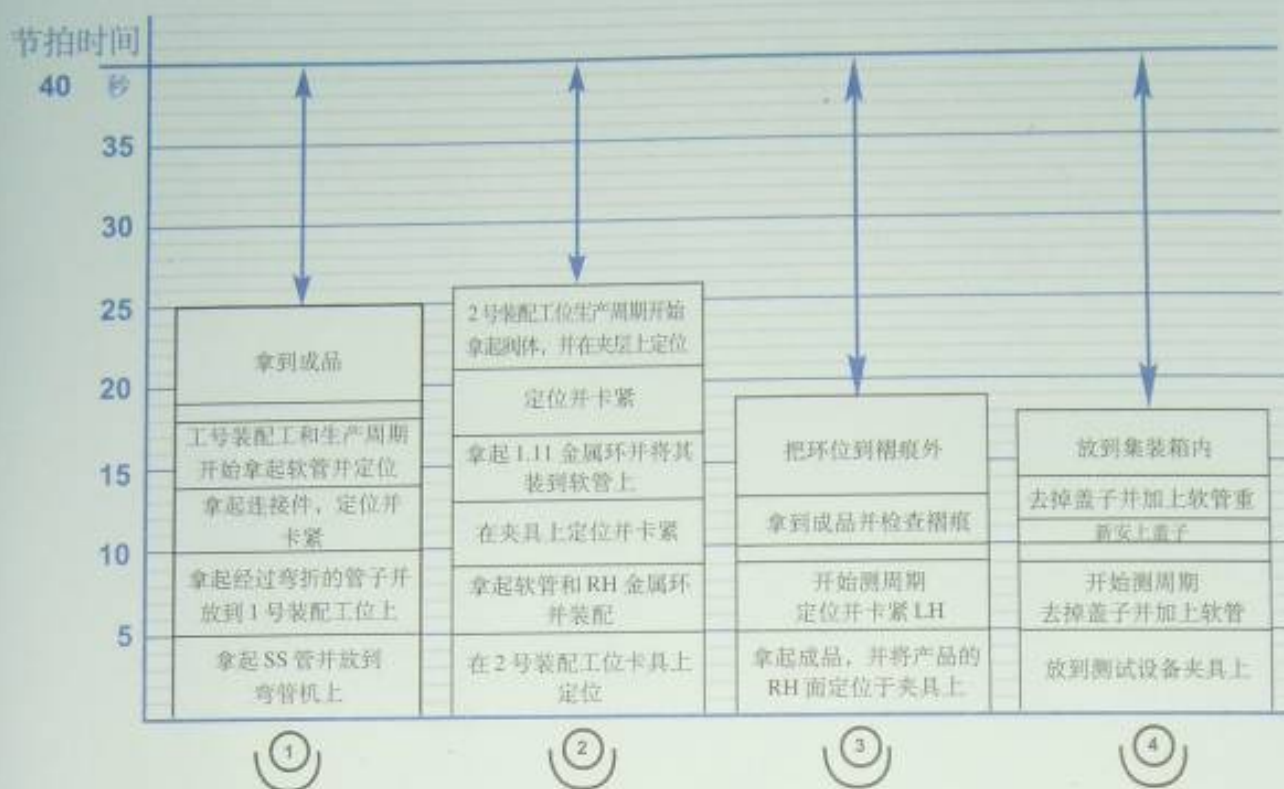 节拍时间
40 秒
35
30
25
20
15
10
5
拿到成品
工号装配工和生产周期
开始拿起软管并定位
拿起连接件,定位并
卡紧
拿起经过弯折的管子并
放到1号装配工位上
拿起SS管并放到
弯管机上
2号装配工位生产周期开始
拿起阀体,并在夹层上定位
定位并卡紧
拿起 L11 金属环并将其
装到软管上
在夹具上定位并卡紧
拿起软管和RH 金属环
并装配
在2号装配工位卡具上
定位
把环位到褶痕外
拿到成品并检查褶痕
开始测周期
定位并卡紧LH
拿起成品,并将产品的
RH面定位于夹具上
放到集装箱内
去掉盖子并加上软管重
新安上盖子
开始测周期
去掉盖子并加上软管
放到测试设备夹具上
1
2
3
4